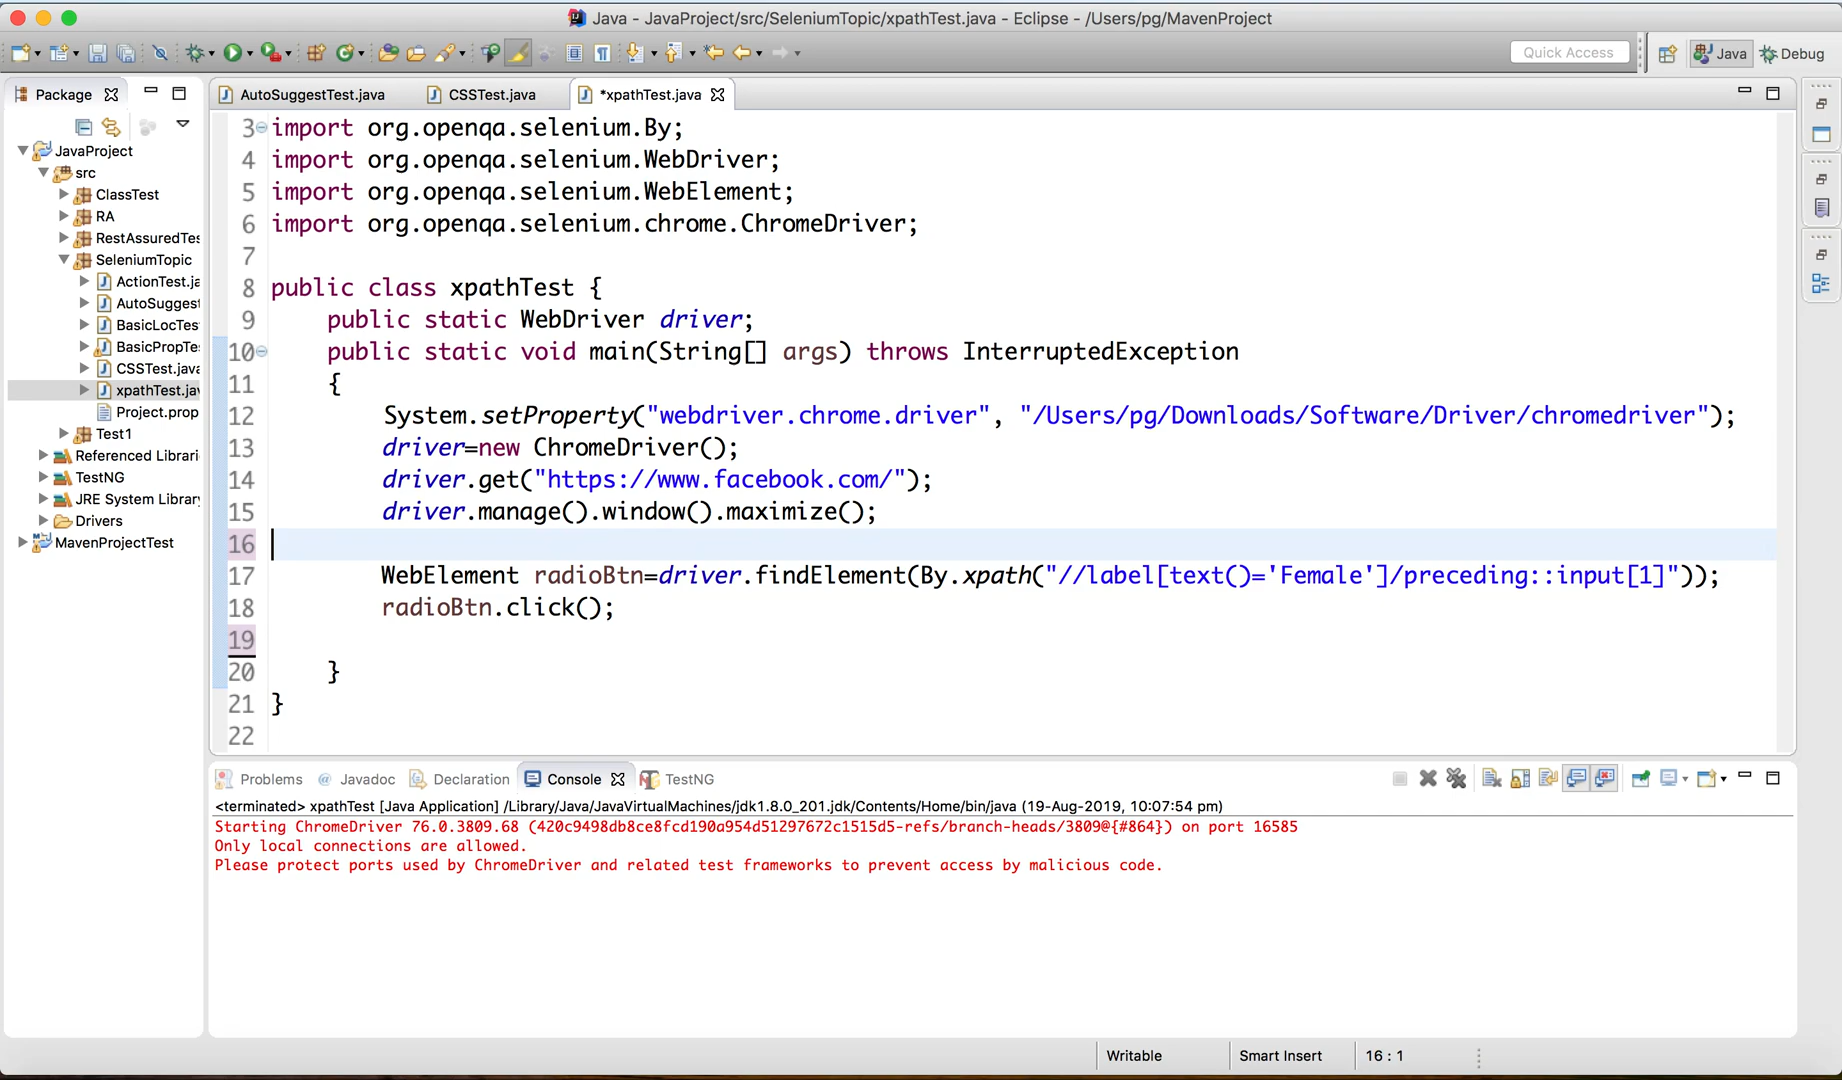 Java - JavaProject/src/SeleniumTopic/xpathTest.java - Eclipse - /Users/pg/MavenProject
Quick Access
Java
Debug
Package
AutoSuggestTest.java
CSSTest.java
*xpathTest.java
JavaProject
src
ClassTest
RA
RestAssuredTes
SeleniumTopic
ActionTest.ja
AutoSuggest
BasicLocTes
BasicPropTe
CSSTest.java
xpathTest.jav
Project.prop
Test1
Referenced Librari
TestNG
JRE System Library
Drivers
MavenProjectTest
3 import org.openqa.selenium.By;
4 import org.openqa.selenium.WebDriver;
5 import org.openqa.selenium.WebElement;
6 import org.openqa.selenium.chrome.ChromeDriver;
7
8 public class xpathTest {
9 public static WebDriver driver;
10 public static void main(String[] args) throws InterruptedException
11 {
12 System.setProperty("webdriver.chrome.driver", "/Users/pg/Downloads/Software/Driver/chromedriver");
13 driver=new ChromeDriver();
14 driver.get("https://www.facebook.com/");
15 driver.manage().window().maximize();
16
17 WebElement radioBtn=driver.findElement(By.xpath("//label[text()='Female']/preceding::input[1]"));
18 radioBtn.click();
19
20 }
21 }
22
Problems
@ Javadoc
Declaration
Console
TestNG
<terminated> xpathTest [Java Application] /Library/Java/JavaVirtualMachines/jdk1.8.0_201.jdk/Contents/Home/bin/java (19-Aug-2019, 10:07:54 pm)
Starting ChromeDriver 76.0.3809.68 (420c9498db8ce8fcd190a954d51297672c1515d5-refs/branch-heads/3809@{#864}) on port 16585
Only local connections are allowed.
Please protect ports used by ChromeDriver and related test frameworks to prevent access by malicious code.
Writable
Smart Insert
16 : 1